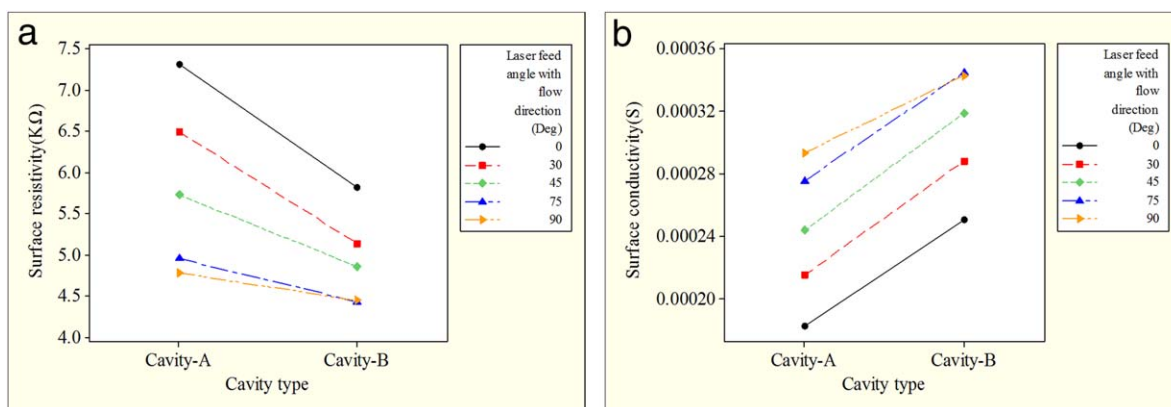 a
Surface resistivity(KΩ)
7.5
7.0
6.5
6.0
5.5
5.0
4.5
4.0
Cavity-A Cavity-B
Cavity type
Laser feed
angle with
flow
direction
(Deg)
0
30
45
75
90
b
Surface conductivity(S)
0.00036
0.00032
0.00028
0.00024
0.00020
Cavity-A Cavity-B
Cavity type
Laser feed
angle with
flow
direction
(Deg)
0
30
45
75
90